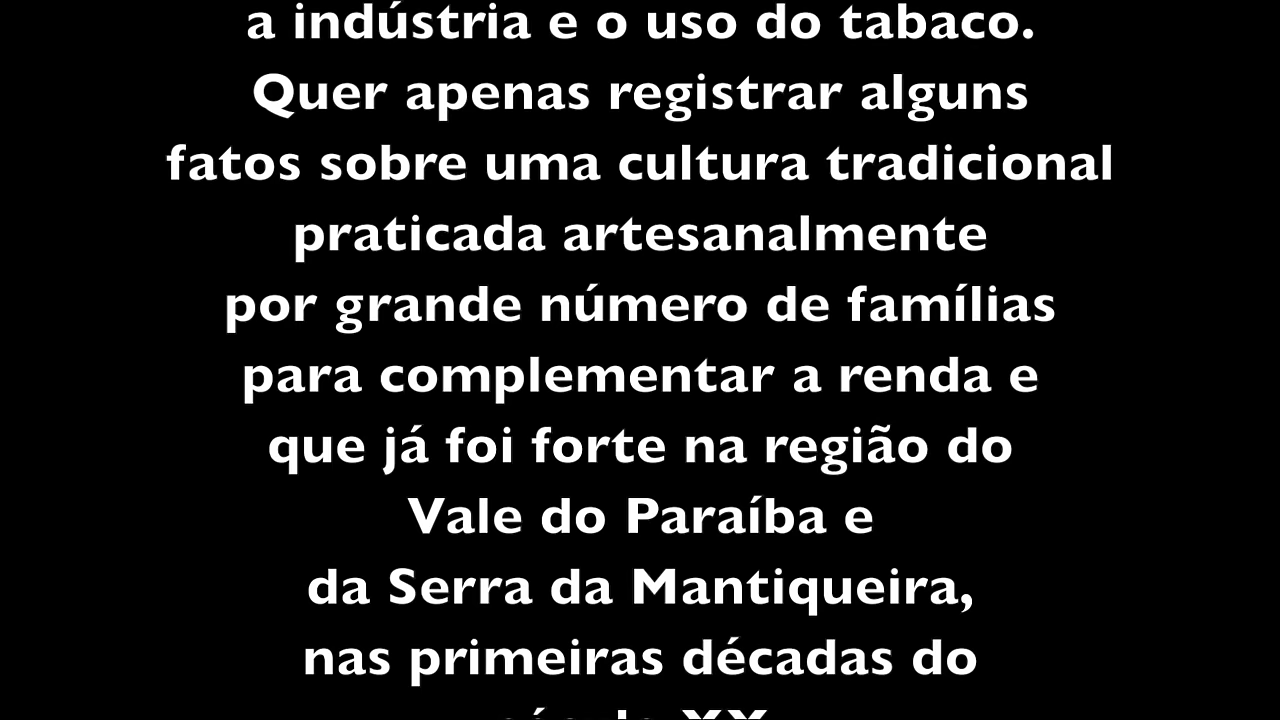 a indústria e o uso do tabaco.
Quer apenas registrar alguns
fatos sobre uma cultura tradicional
praticada artesanalmente
por grande número de famílias
para complementar a renda e
que já foi forte na região do
Vale do Paraíba e
da Serra da Mantiqueira,
nas primeiras décadas do
século XX